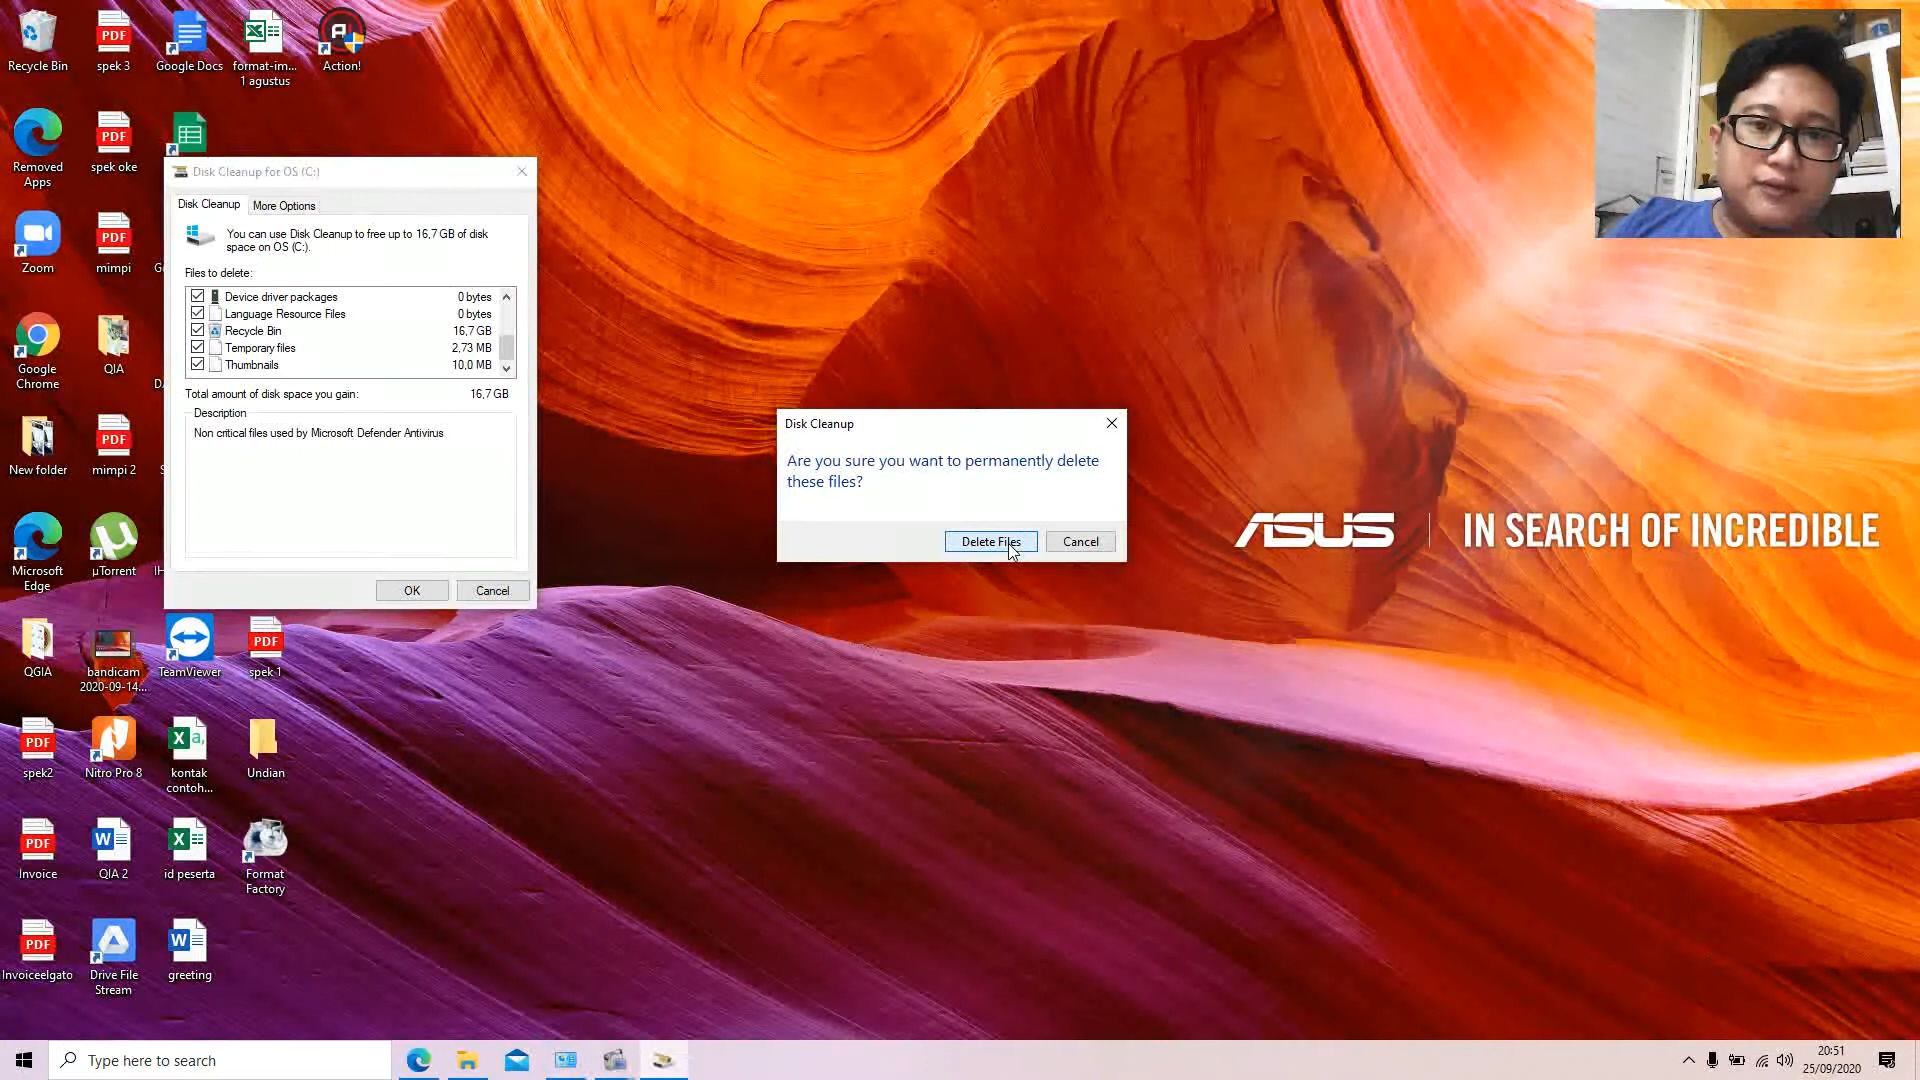 Recycle Bin
spek 3
Google Docs
format-im...
1 agustus
Action!
Removed
Apps
spek oke
Zoom
mimpi
Google
Chrome
QIA
New folder
mimpi 2
Microsoft
Edge
µTorrent
QGIA
bandicam
2020-09-14...
TeamViewer
spek 1
spek2
Nitro Pro 8
kontak
contoh...
Undian
Invoice
QIA 2
id peserta
Format
Factory
Invoiceelgato
Drive File
Stream
greeting
Disk Cleanup for OS (C:)
Disk Cleanup
More Options
You can use Disk Cleanup to free up to 16,7 GB of disk
space on OS (C:).
Files to delete:
Device driver packages 0 bytes
Language Resource Files 0 bytes
Recycle Bin 16,7 GB
Temporary files 2,73 MB
Thumbnails 10,0 MB
Total amount of disk space you gain: 16,7 GB
Description
Non critical files used by Microsoft Defender Antivirus
OK
Cancel
Disk Cleanup
Are you sure you want to permanently delete
these files?
Delete Files
Cancel
ASUS
IN SEARCH OF INCREDIBLE
Type here to search
20:51
25/09/2020